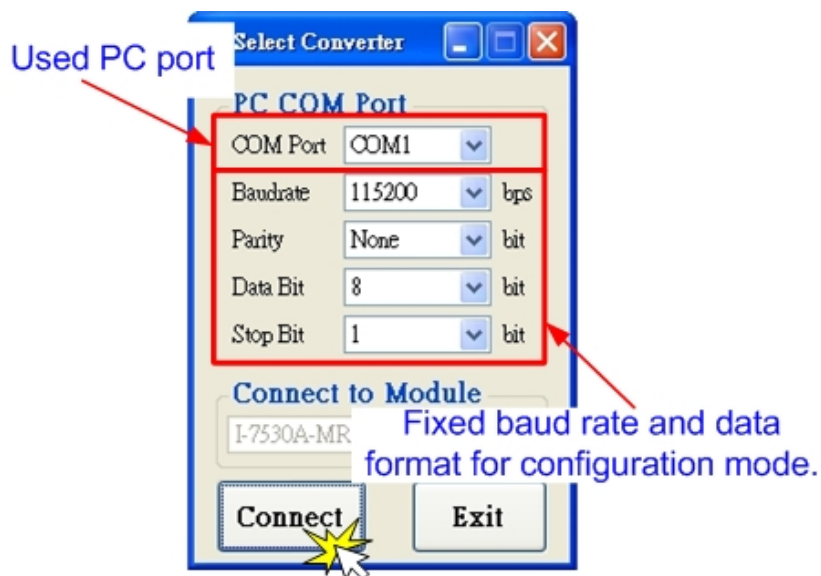 Select Converter
Used PC port
PC COM Port
COM Port COM1
Baudrate 115200 bps
Parity None bit
Data Bit 8 bit
Stop Bit 1 bit
Connect to Module
I-7530A-MR
Fixed baud rate and data
format for configuration mode.
Connect Exit